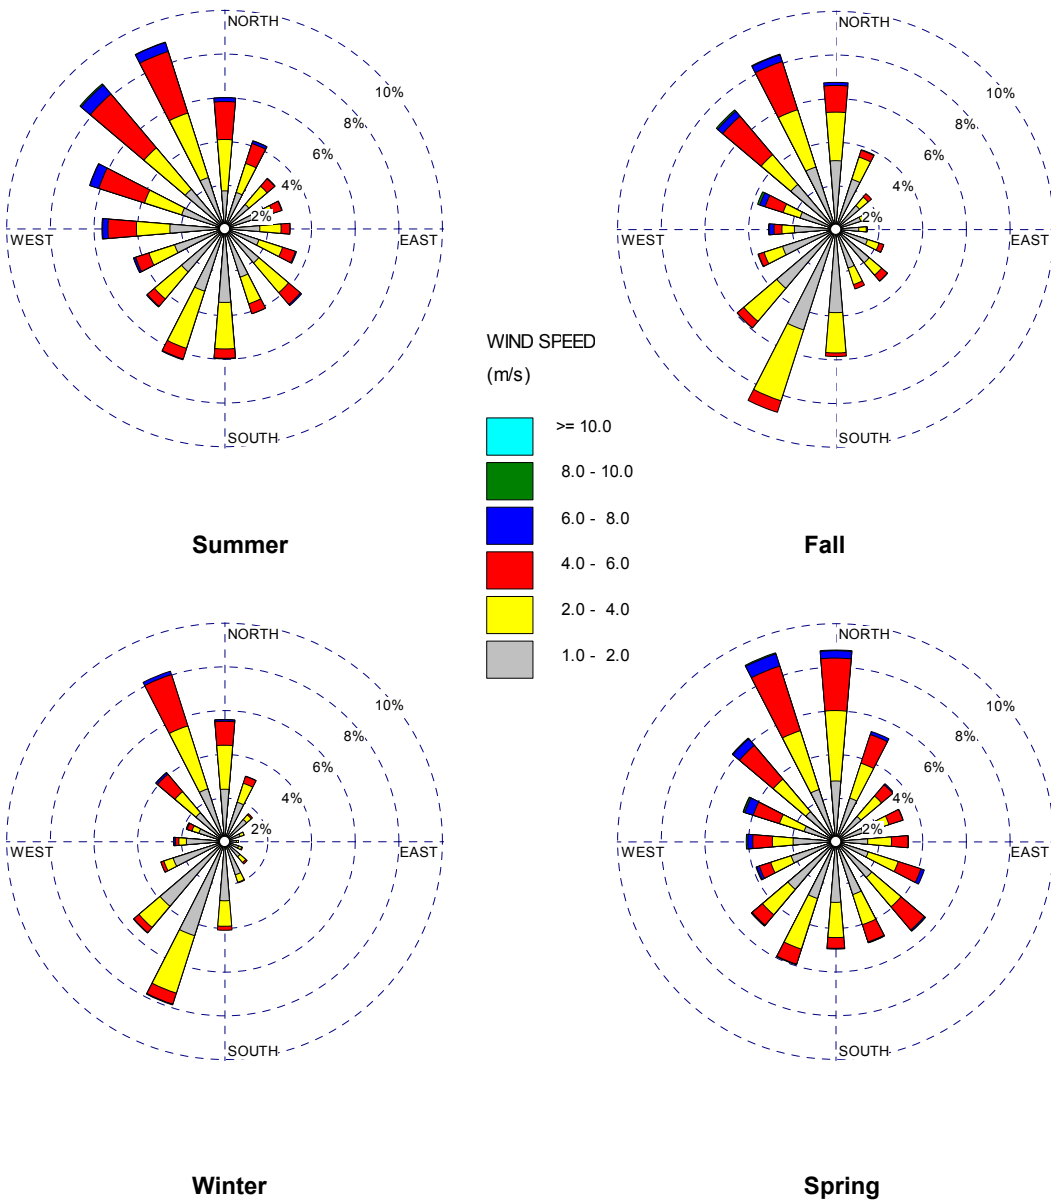 NORTH
10%
8%
6%
4%
2%
WEST
EAST
SOUTH
Summer
NORTH
10%
8%
6%
4%
2%
WEST
EAST
SOUTH
Fall
WIND SPEED
(m/s)
>= 10.0
8.0 - 10.0
6.0 - 8.0
4.0 - 6.0
2.0 - 4.0
1.0 - 2.0
NORTH
10%
8%
6%
4%
2%
WEST
EAST
SOUTH
Winter
NORTH
10%
8%
6%
4%
2%
WEST
EAST
SOUTH
Spring